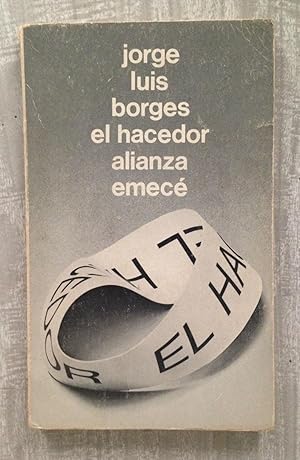 jorge
luis
borges
el hacedor
alianza
emecé
EL HA